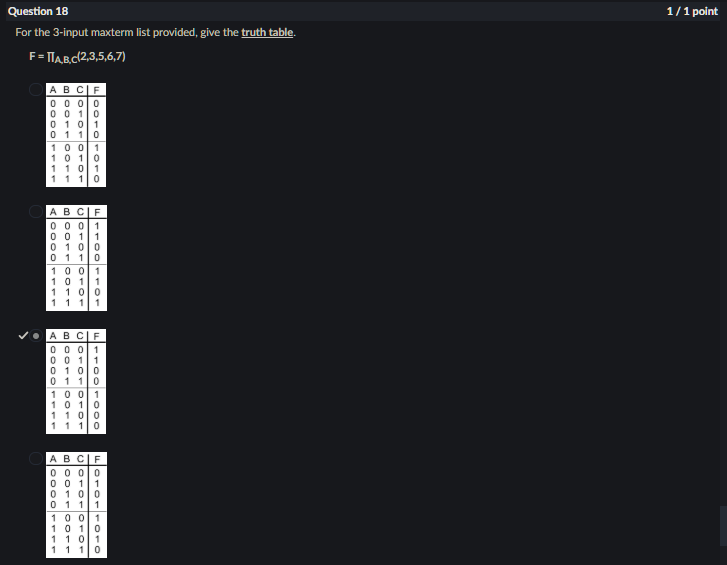 Question 18
1 / 1 point
For the 3-input maxterm list provided, give the truth table.
F = ∏A,B,C(2,3,5,6,7)
A B C F
0 0 0 0
0 0 1 0
0 1 0 1
0 1 1 0
1 0 0 1
1 0 1 0
1 1 0 1
1 1 1 0
A B C F
0 0 0 1
0 0 1 1
0 1 0 0
0 1 1 0
1 0 0 1
1 0 1 1
1 1 0 0
1 1 1 1
A B C F
0 0 0 1
0 0 1 1
0 1 0 0
0 1 1 0
1 0 0 1
1 0 1 0
1 1 0 0
1 1 1 0
A B C F
0 0 0 0
0 0 1 1
0 1 0 0
0 1 1 1
1 0 0 1
1 0 1 0
1 1 0 1
1 1 1 0